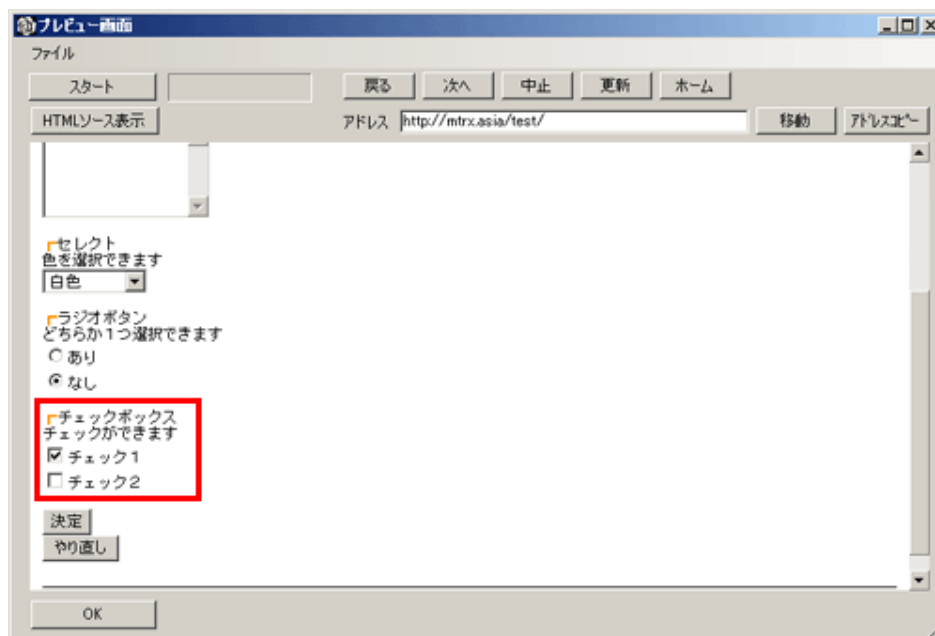 プレビュー画面
ファイル
スタート 戻る 次へ 中止 更新 ホーム
HTMLソース表示 アドレス http://mtrx.asia/test/ 移動 アドレスコピー
┏セレクト
色を選択できます
白色
┏ラジオボタン
どちらか1つ選択できます
あり
なし
┏チェックボックス
チェックができます
チェック1
チェック2
決定
やり直し
OK